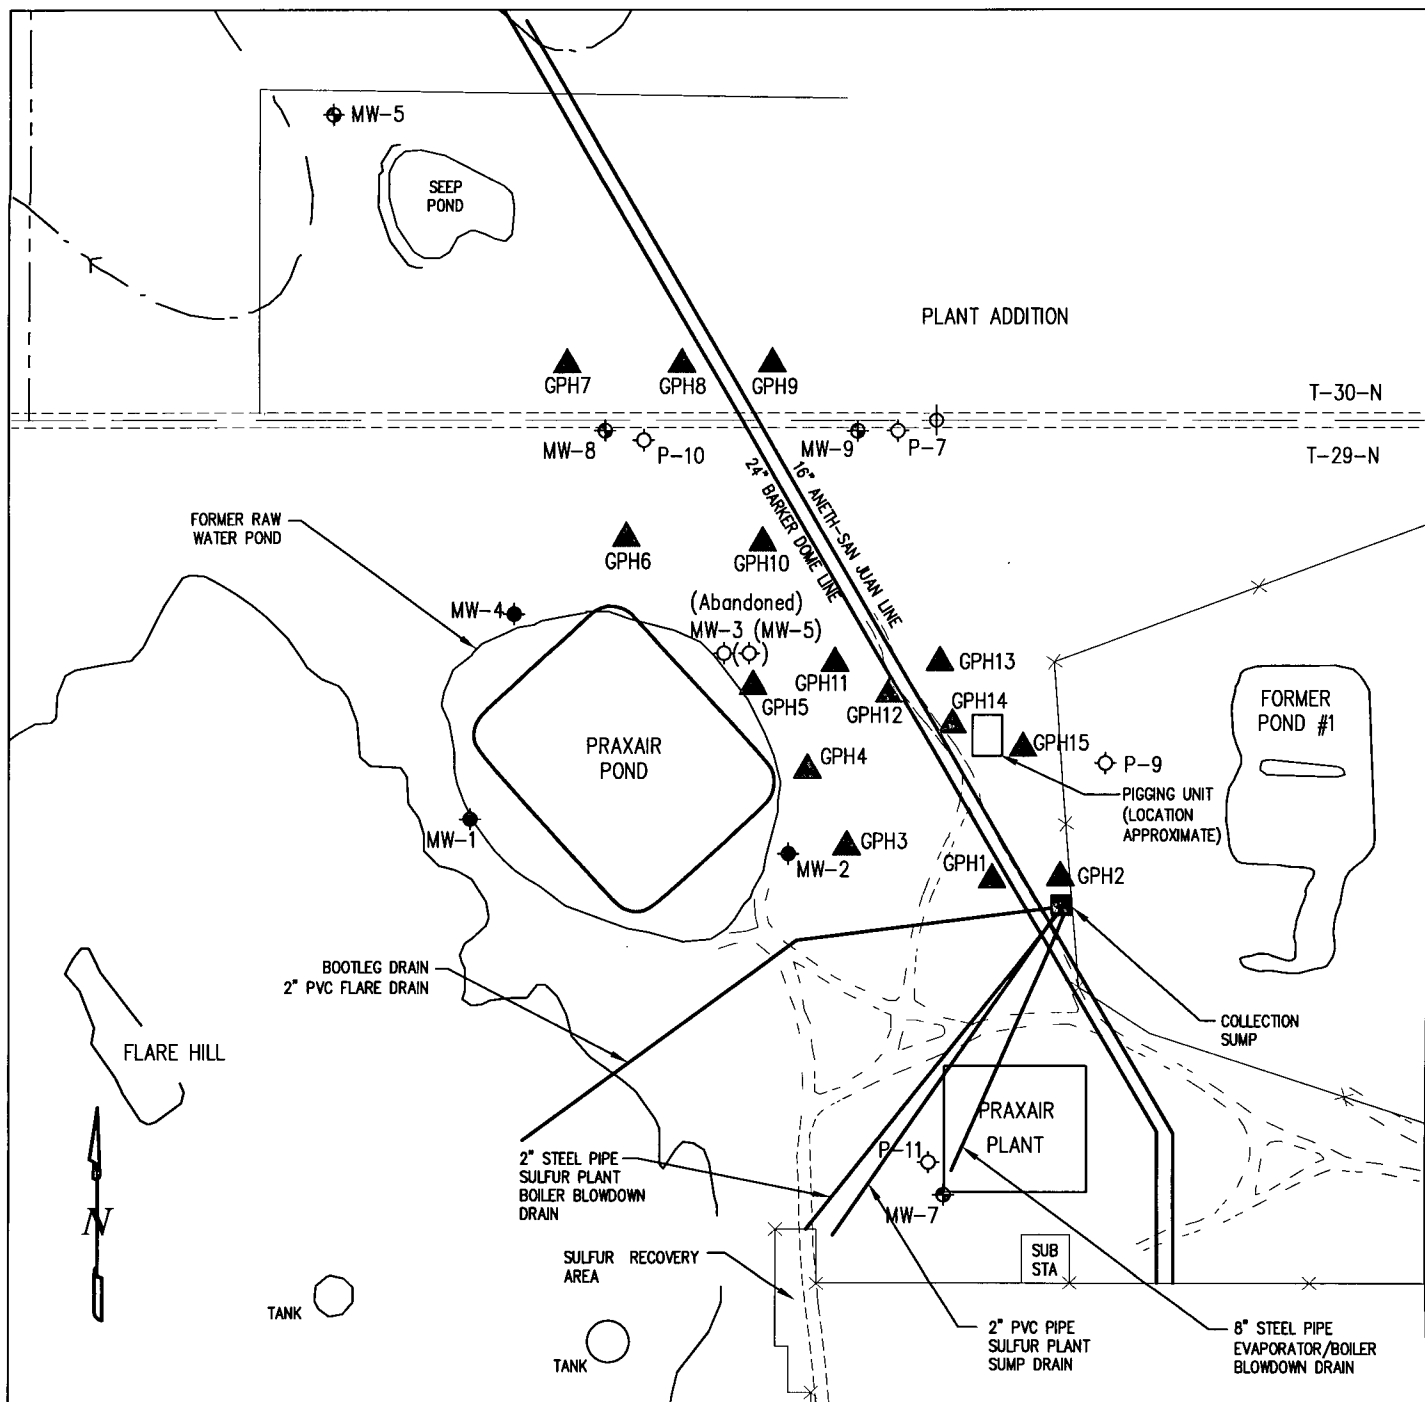 MW-5
SEEP
POND
PLANT ADDITION
GPH7
GPH8
GPH9
T-30-N
MW-8
P-10
MW-9
P-7
T-29-N
24" BARKER DOME LINE
16" ANETH-SAN JUAN LINE
FORMER RAW
WATER POND
GPH6
GPH10
MW-4
(Abandoned)
MW-3 (MW-5)
( )
GPH11
GPH13
GPH5
GPH12
GPH14
FORMER
POND #1
PRAXAIR
POND
GPH4
GPH15
P-9
PIGGING UNIT
(LOCATION
APPROXIMATE)
MW-1
GPH3
MW-2
GPH1
GPH2
BOOTLEG DRAIN
2" PVC FLARE DRAIN
COLLECTION
SUMP
FLARE HILL
PRAXAIR
PLANT
P-11
2" STEEL PIPE
SULFUR PLANT
BOILER BLOWDOWN
DRAIN
MW-7
N
SULFUR RECOVERY
AREA
SUB
STA
TANK
TANK
2" PVC PIPE
SULFUR PLANT
SUMP DRAIN
8" STEEL PIPE
EVAPORATOR/BOILER
BLOWDOWN DRAIN